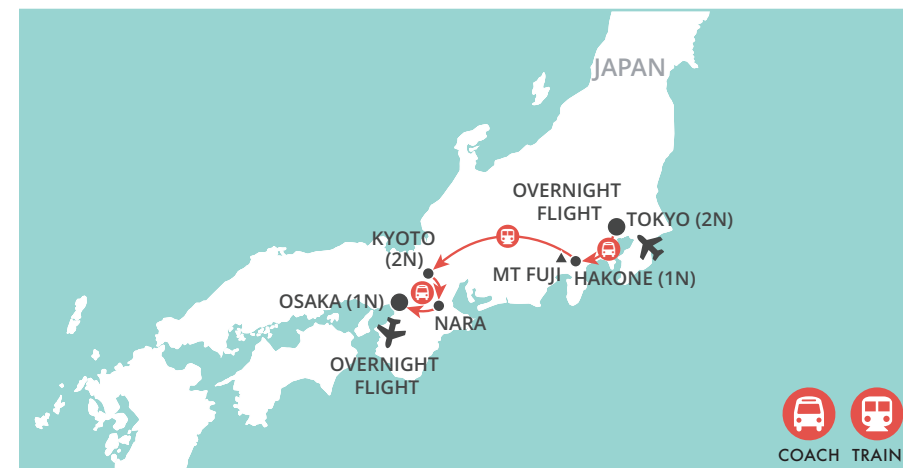 JAPAN
OVERNIGHT
FLIGHT
TOKYO (2N)
KYOTO
(2N)
MT FUJI
HAKONE (1N)
OSAKA (1N)
NARA
OVERNIGHT
FLIGHT
COACH
TRAIN